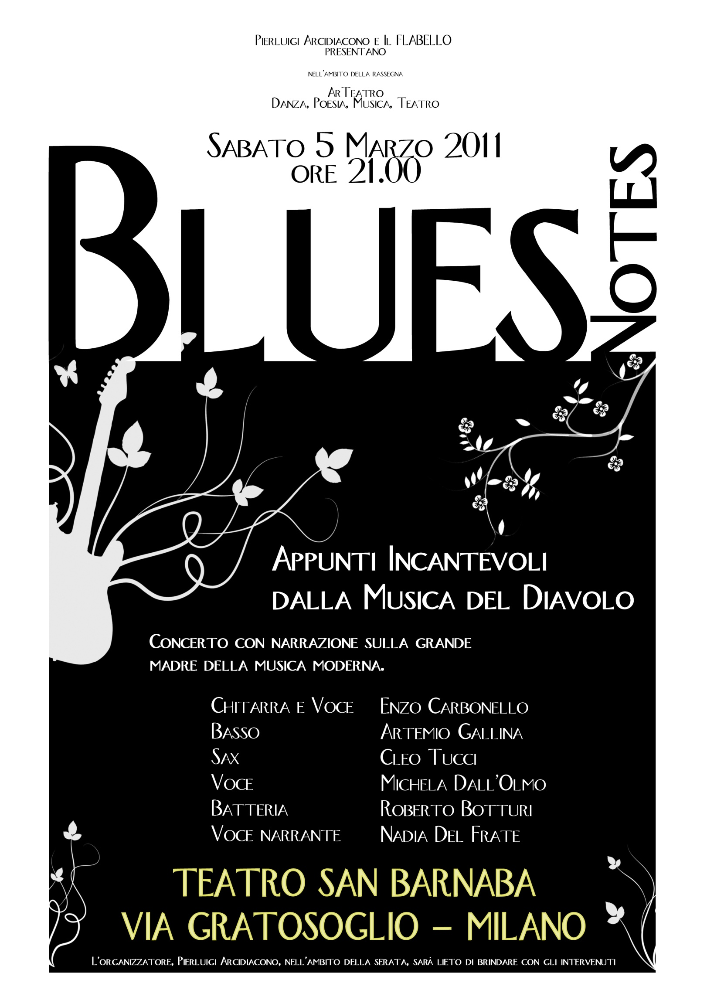 Pierluigi Arcidiacono e Il FLABELLO
presentano
nell'ambito della rassegna
ArTeatro
Danza, Poesia, Musica, Teatro
Sabato 5 Marzo 2011
ore 21.00
Blues
Notes
Appunti Incantevoli
dalla Musica del Diavolo
Concerto con narrazione sulla grande
madre della musica moderna.
Chitarra e Voce Enzo Carbonello
Basso Artemio Gallina
Sax Cleo Tucci
Voce Michela Dall'Olmo
Batteria Roberto Botturi
Voce narrante Nadia Del Frate
TEATRO SAN BARNABA
VIA GRATOSOGLIO – MILANO
L'organizzatore, Pierluigi Arcidiacono, nell'ambito della serata, sarà lieto di brindare con gli intervenuti